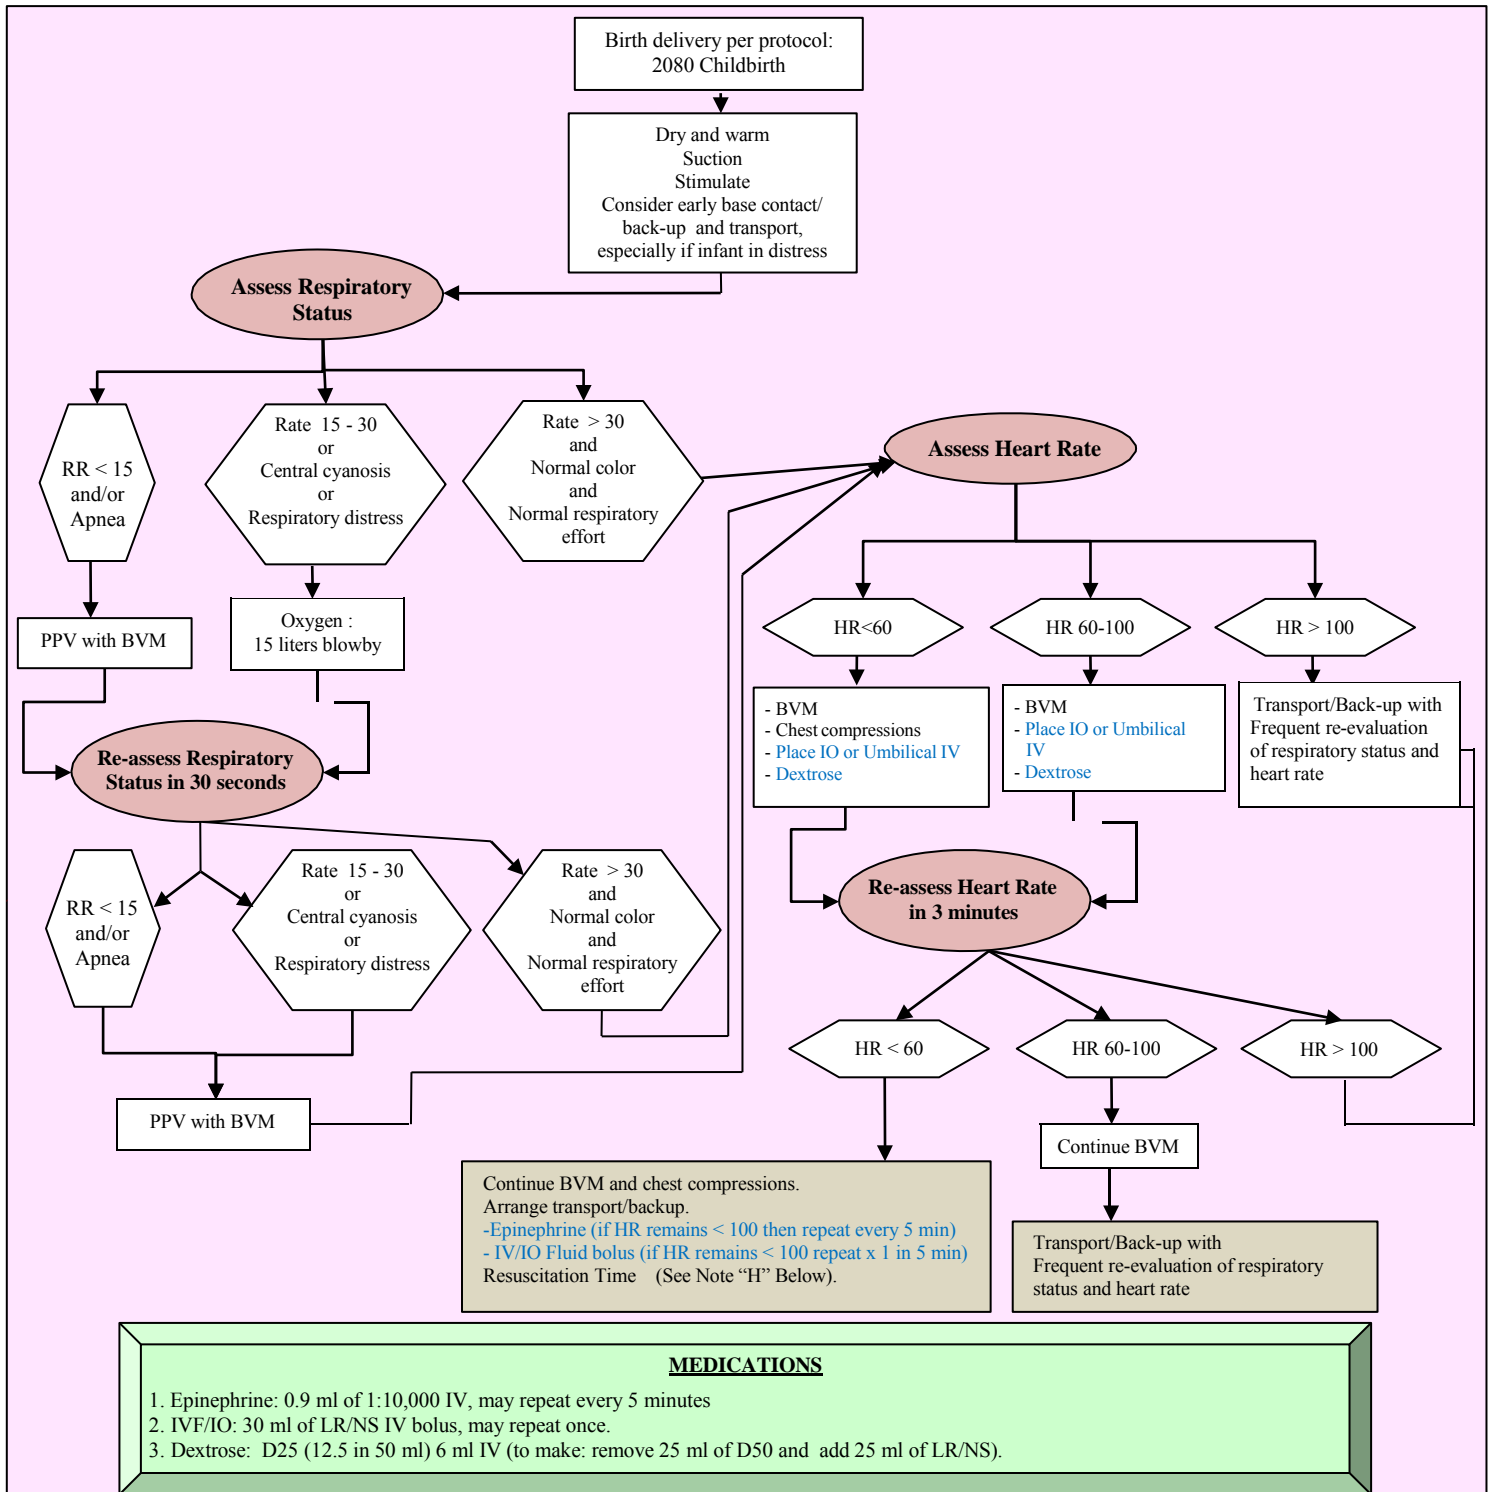 Birth delivery per protocol:
2080 Childbirth
Dry and warm
Suction
Stimulate
Consider early base contact/
back-up and transport,
especially if infant in distress
Assess Respiratory
Status
RR < 15
and/or
Apnea
Rate 15 - 30
or
Central cyanosis
or
Respiratory distress
Rate > 30
and
Normal color
and
Normal respiratory
effort
PPV with BVM
Oxygen :
15 liters blowby
Re-assess Respiratory
Status in 30 seconds
RR < 15
and/or
Apnea
Rate 15 - 30
or
Central cyanosis
or
Respiratory distress
Rate > 30
and
Normal color
and
Normal respiratory
effort
PPV with BVM
Assess Heart Rate
HR<60
HR 60-100
HR > 100
- BVM
- Chest compressions
- Place IO or Umbilical IV
- Dextrose
- BVM
- Place IO or Umbilical
IV
- Dextrose
Transport/Back-up with
Frequent re-evaluation
of respiratory status and
heart rate
Re-assess Heart Rate
in 3 minutes
HR < 60
HR 60-100
HR > 100
Continue BVM
Continue BVM and chest compressions.
Arrange transport/backup.
-Epinephrine (if HR remains < 100 then repeat every 5 min)
- IV/IO Fluid bolus (if HR remains < 100 repeat x 1 in 5 min)
Resuscitation Time (See Note “H” Below).
Transport/Back-up with
Frequent re-evaluation of respiratory
status and heart rate
MEDICATIONS
1. Epinephrine: 0.9 ml of 1:10,000 IV, may repeat every 5 minutes
2. IVF/IO: 30 ml of LR/NS IV bolus, may repeat once.
3. Dextrose: D25 (12.5 in 50 ml) 6 ml IV (to make: remove 25 ml of D50 and add 25 ml of LR/NS).